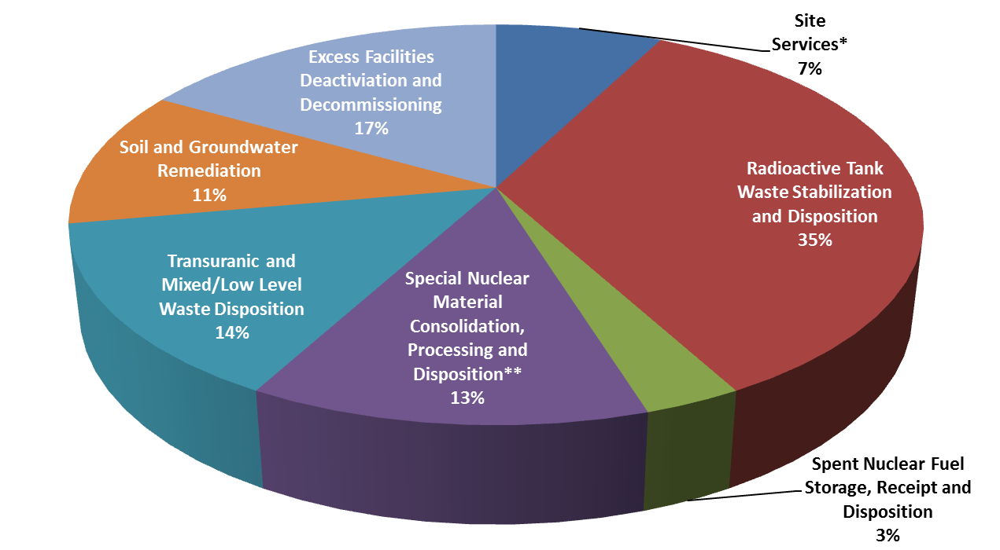 Site
Services*
7%
Excess Facilities
Deactiviation and
Decommissioning
17%
Soil and Groundwater
Remediation
11%
Radioactive Tank
Waste Stabilization
and Disposition
35%
Transuranic and
Mixed/Low Level
Waste Disposition
14%
Special Nuclear
Material
Consolidation,
Processing and
Disposition**
13%
Spent Nuclear Fuel
Storage, Receipt and
Disposition
3%